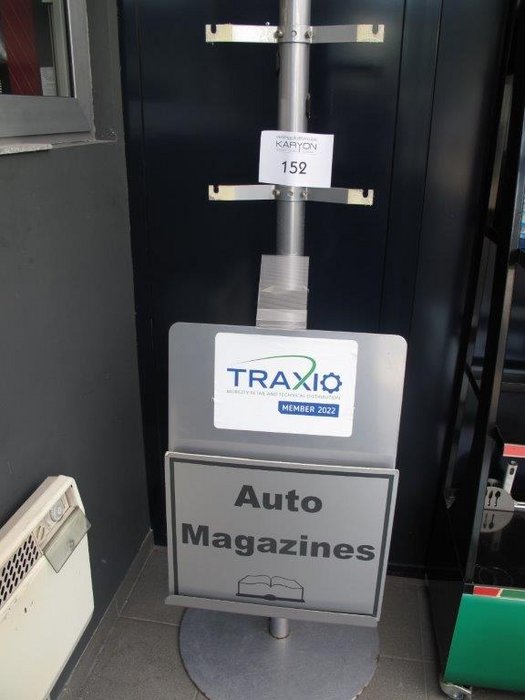 KARYON
152
TRAXIO
MOBILITY RETAIL AND TECHNICAL DISTRIBUTION
MEMBER 2022
Auto
Magazines